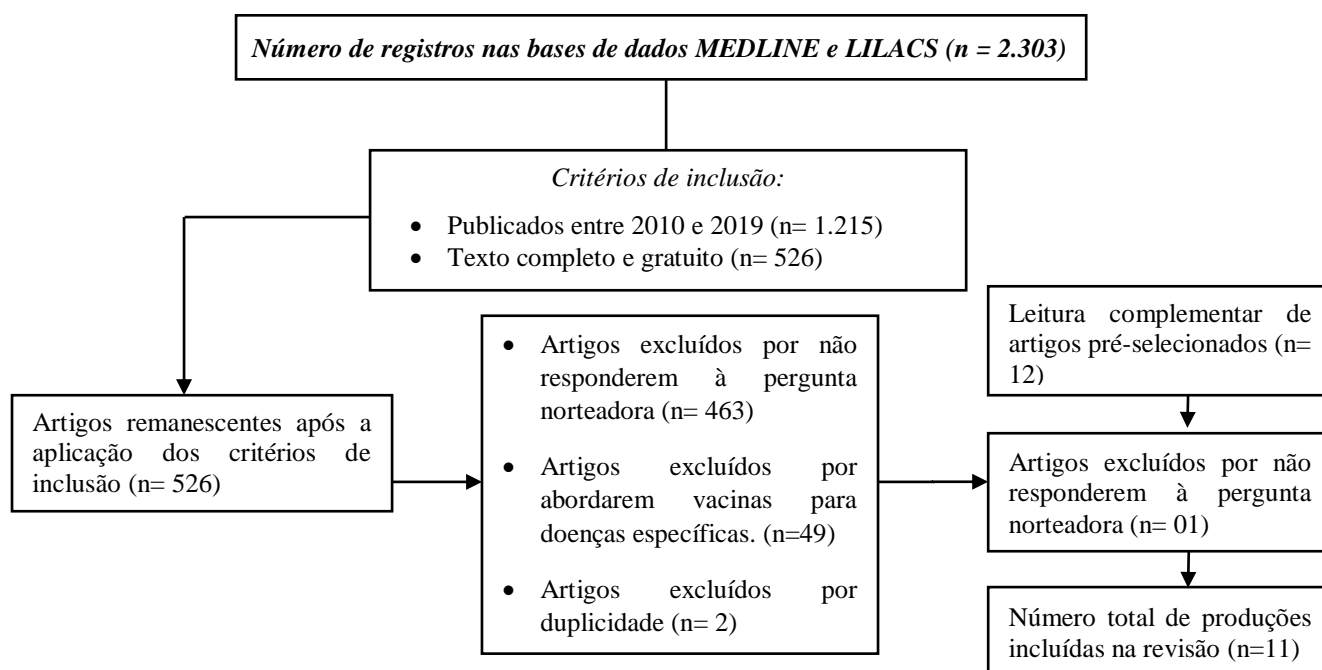 Número de registros nas bases de dados MEDLINE e LILACS (n = 2.303)
Critérios de inclusão:
• Publicados entre 2010 e 2019 (n= 1.215)
• Texto completo e gratuito (n= 526)
Artigos remanescentes após a
aplicação dos critérios de
inclusão (n= 526)
• Artigos excluídos por não
responderem à pergunta
norteadora (n= 463)
• Artigos excluídos por
abordarem vacinas para
doenças específicas. (n=49)
• Artigos excluídos por
duplicidade (n= 2)
Leitura complementar de
artigos pré-selecionados (n=
12)
Artigos excluídos por não
responderem à pergunta
norteadora (n= 01)
Número total de produções
incluídas na revisão (n=11)